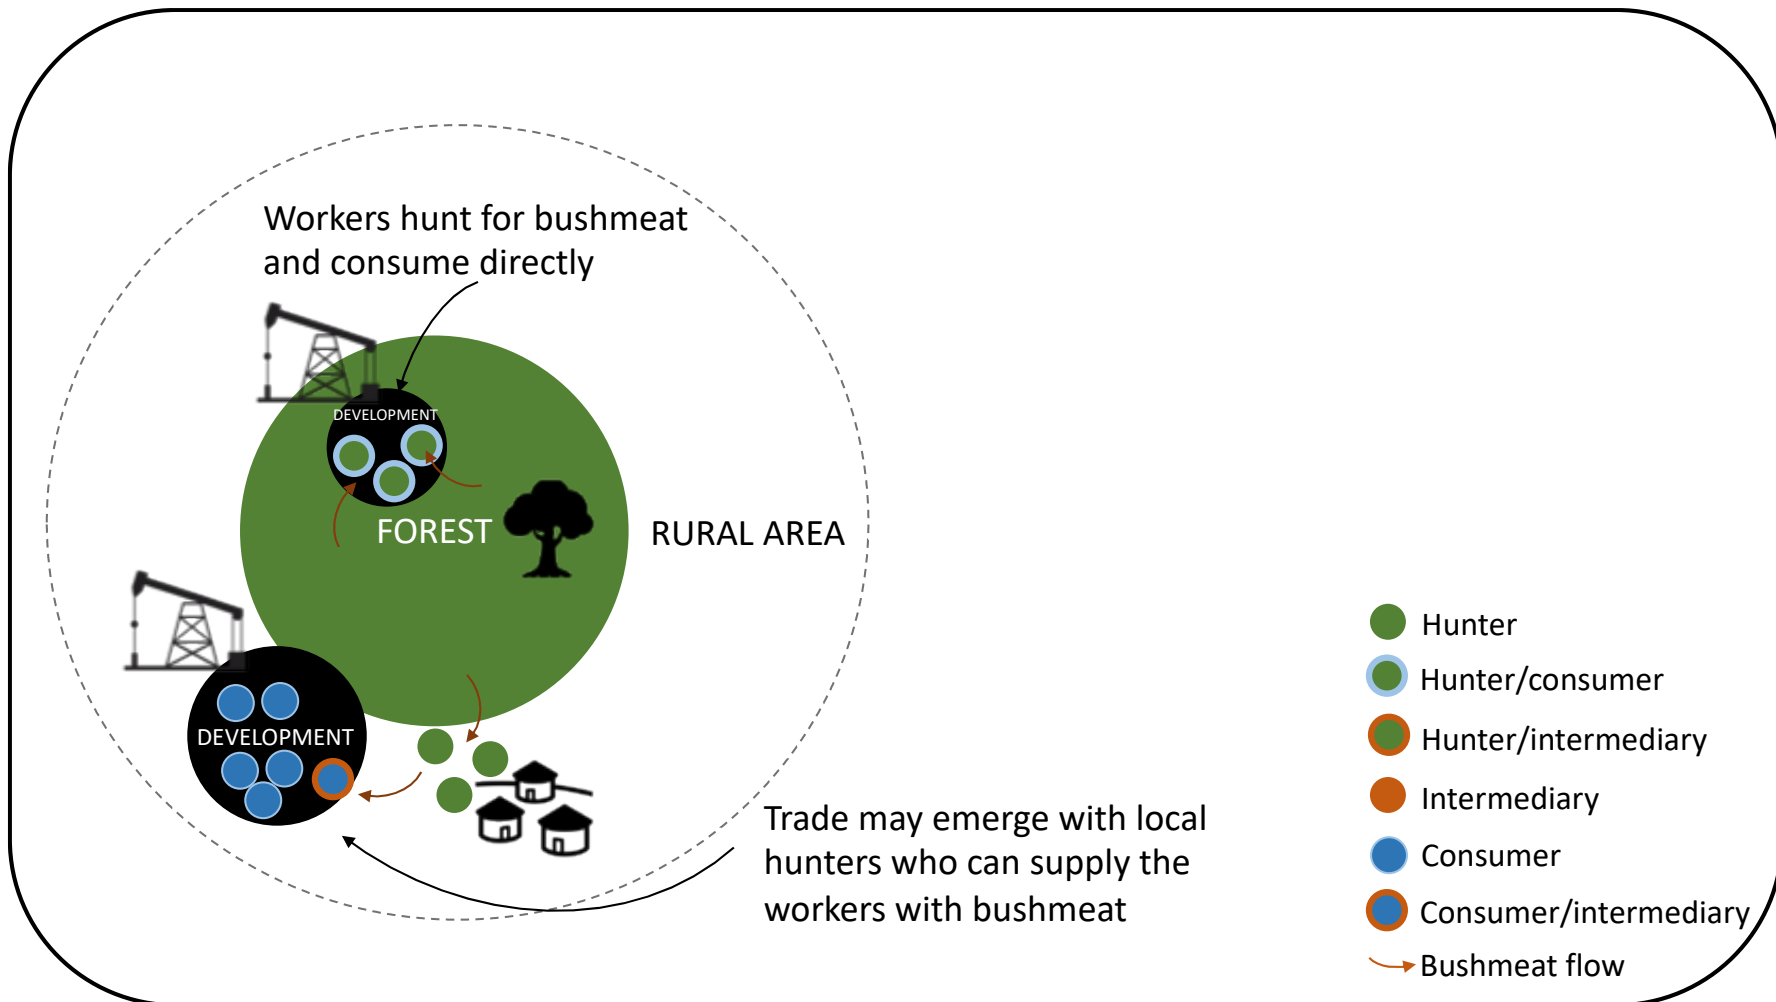 Workers hunt for bushmeat
and consume directly
DEVELOPMENT
FOREST
RURAL AREA
DEVELOPMENT
Trade may emerge with local
hunters who can supply the
workers with bushmeat
Hunter
Hunter/consumer
Hunter/intermediary
Intermediary
Consumer
Consumer/intermediary
Bushmeat flow